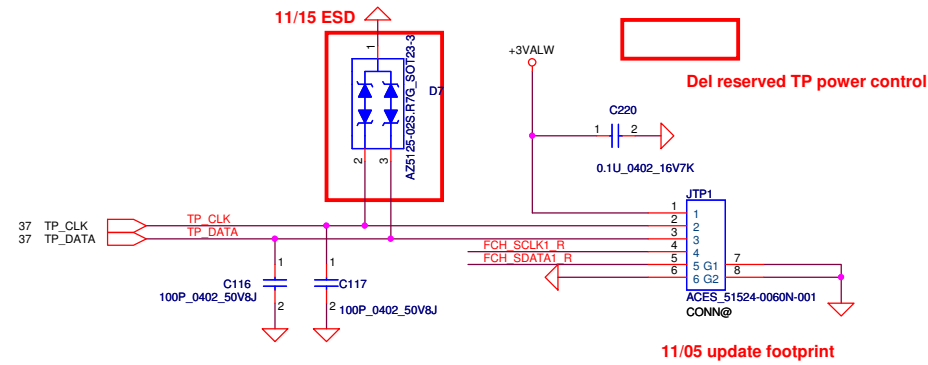 11/15 ESD
1
AZ5125-02S.R7G_SOT23-3
D7
2
3
+3VALW
Del reserved TP power control
C220
1
2
0.1U_0402_16V7K
37 TP_CLK
TP_CLK
37 TP_DATA
TP_DATA
1
C116
100P_0402_50V8J
2
1
C117
2
100P_0402_50V8J
FCH_SCLK1_R
FCH_SDATA1_R
JTP1
1 1
2 2
3 3
4 4
5 5 G1 7
6 6 G2 8
ACES_51524-0060N-001
CONN@
11/05 update footprint